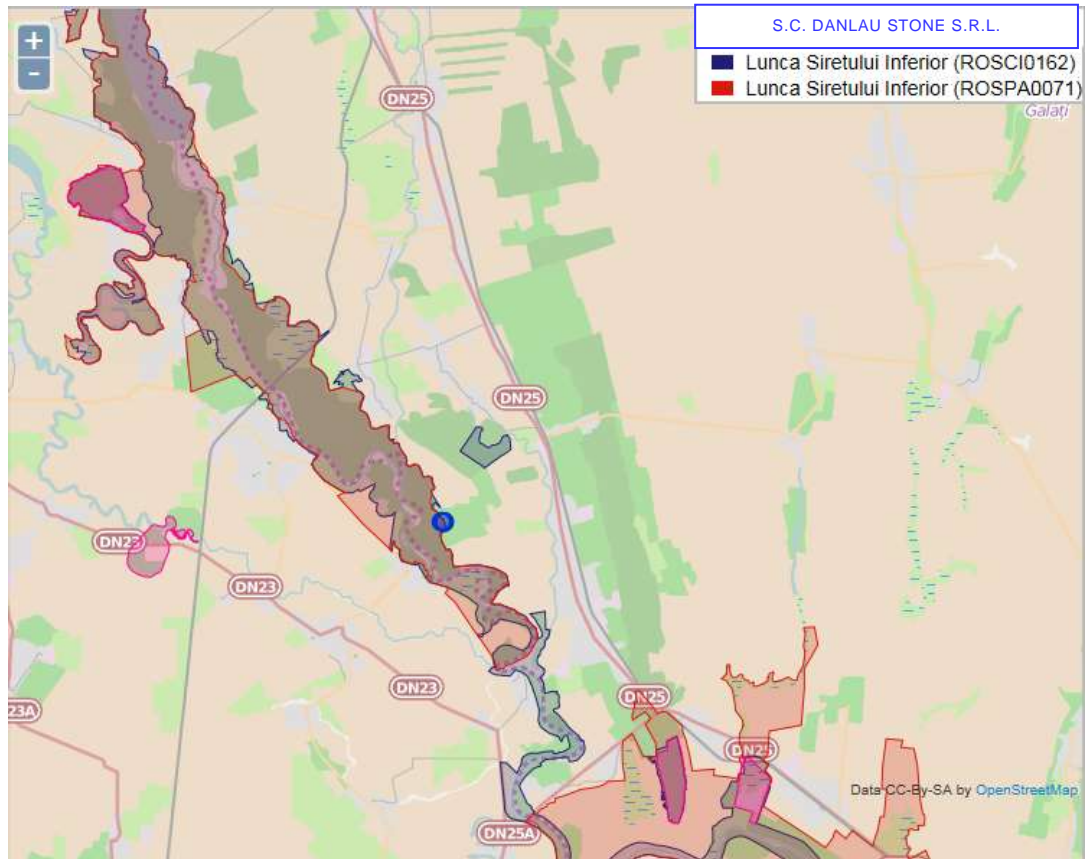 +
-
S.C. DANLAU STONE S.R.L.
Lunca Siretului Inferior (ROSCI0162)
Lunca Siretului Inferior (ROSPA0071)
DN25
Galați
DN25
DN23
DN23
DN23
DN25
23A
DN25
Data CC-By-SA by OpenStreetMap
DN25A